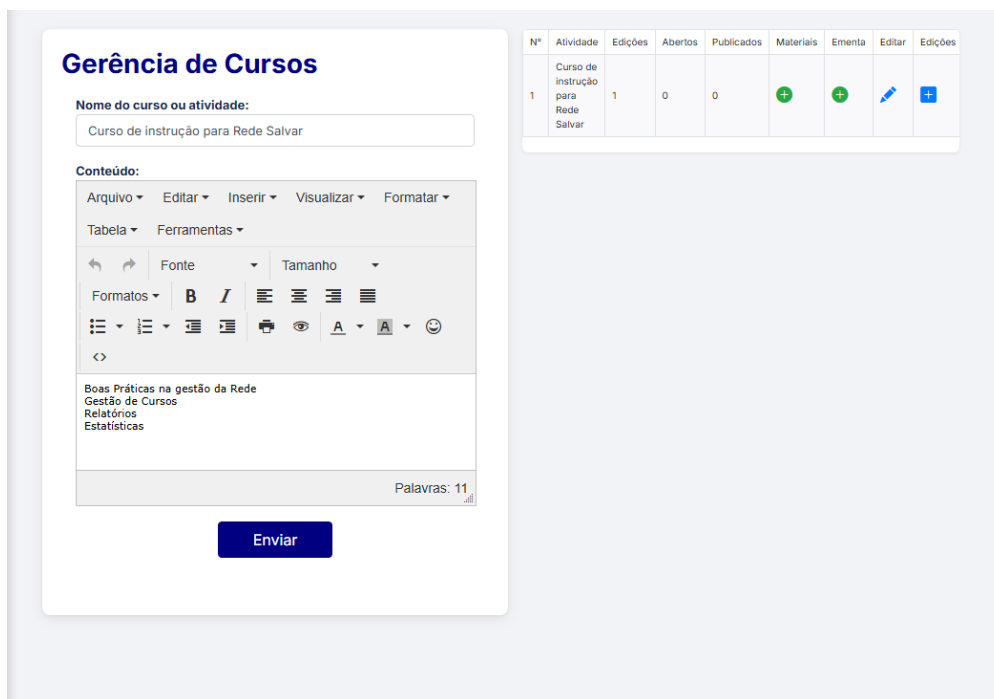 Gerência de Cursos
Nome do curso ou atividade:
Curso de instrução para Rede Salvar
Conteúdo:
Arquivo Editar Inserir Visualizar Formatar
Tabela Ferramentas
Fonte Tamanho
Formatos B I
A A
Boas Práticas na gestão da Rede
Gestão de Cursos
Relatórios
Estatísticas
Palavras: 11
Enviar
N° Atividade Edições Abertos Publicados Materiais Ementa Editar Edições
1 Curso de instrução para Rede Salvar 1 0 0